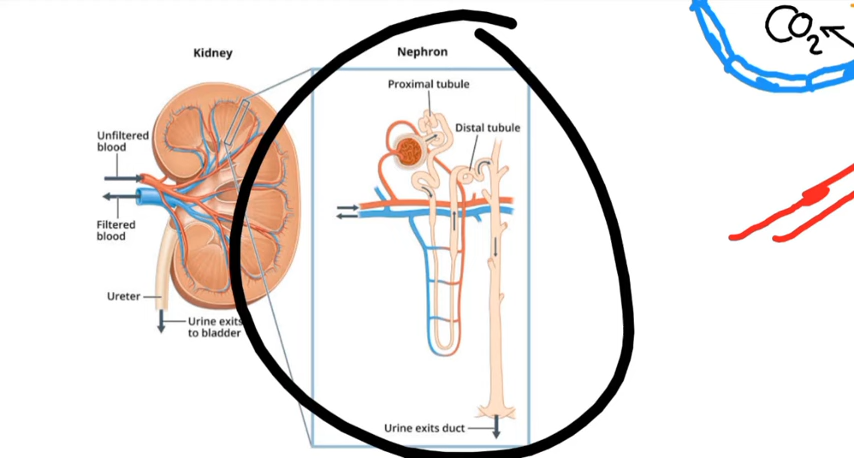 Kidney
Nephron
CO2
Proximal tubule
Distal tubule
Unfiltered
blood
Filtered
blood
Ureter
Urine exits
to bladder
Urine exits duct